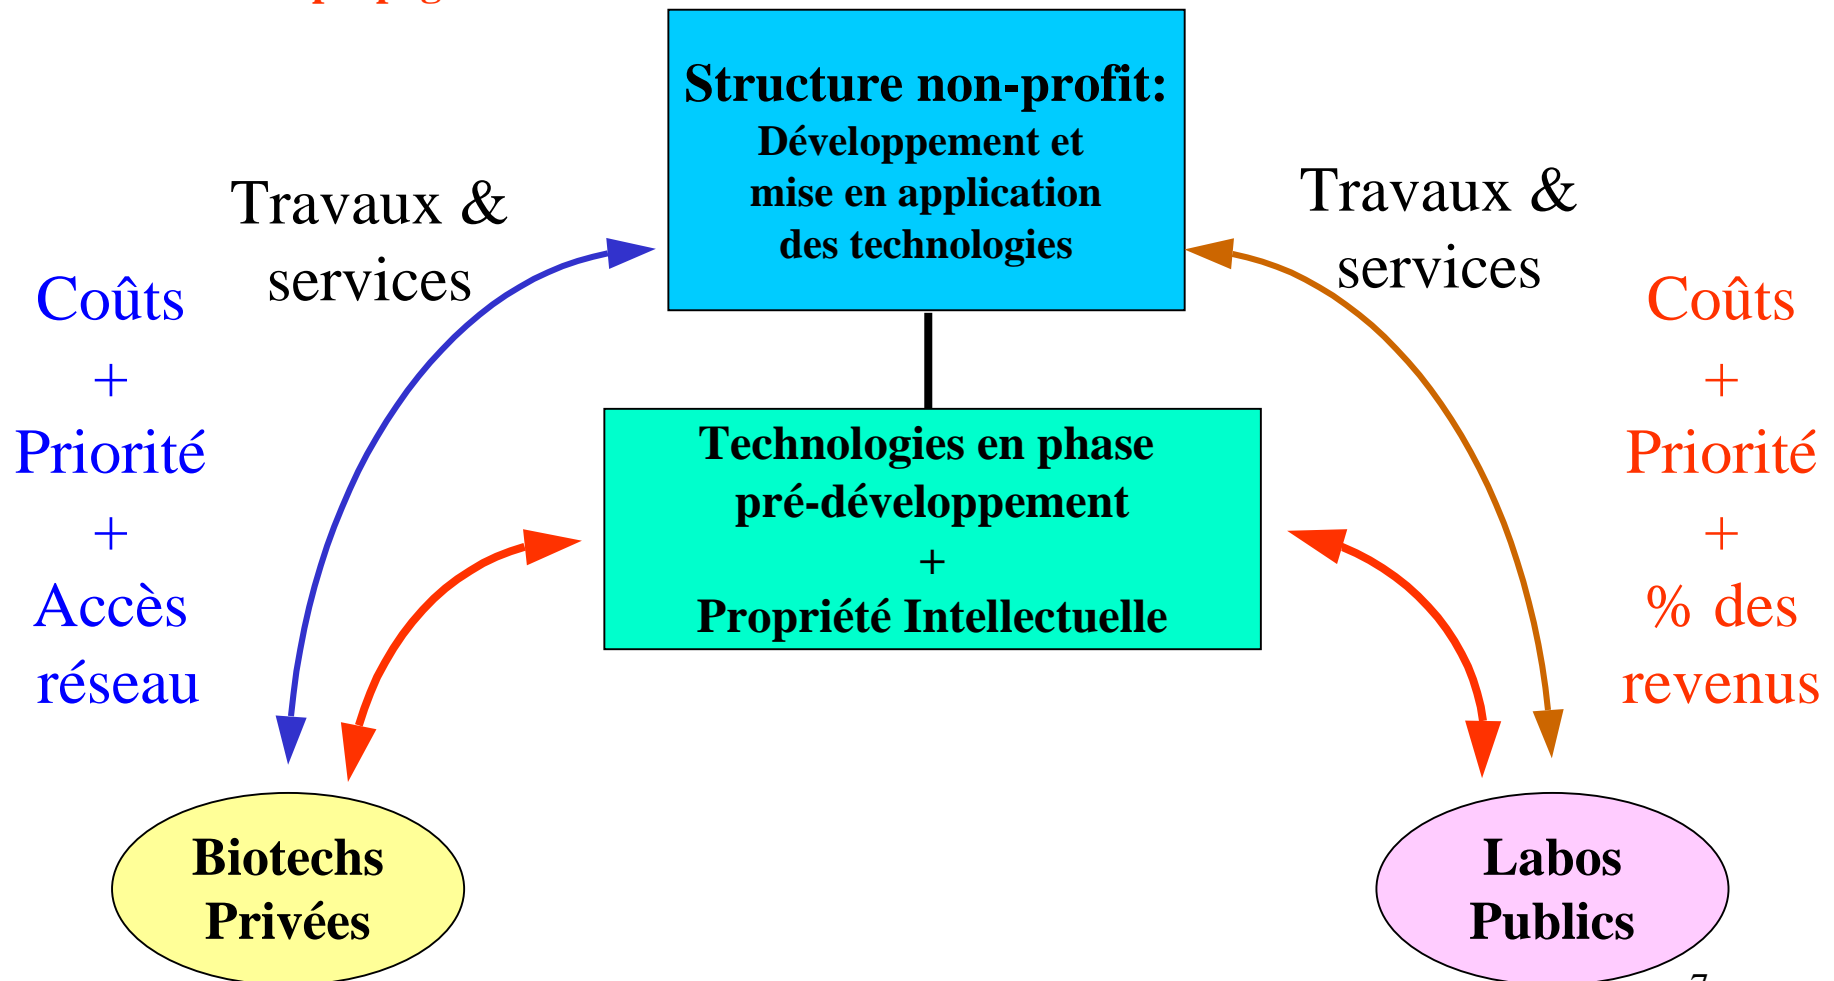 Structure non-profit:
Développement et
mise en application
des technologies
Travaux &
services
Travaux &
services
Coûts
+
Priorité
+
Accès
réseau
Coûts
+
Priorité
+
% des
revenus
Technologies en phase
pré-développement
+
Propriété Intellectuelle
Biotechs
Privées
Labos
Publics